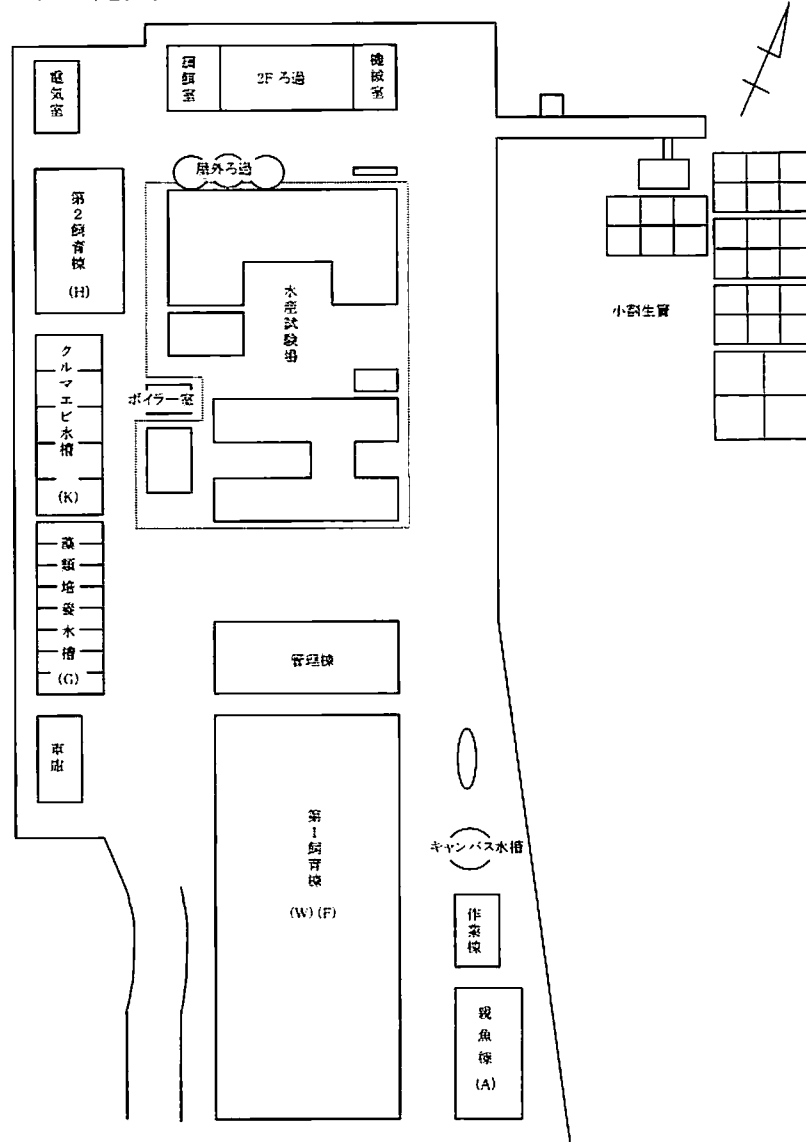 電気室
調餌室
2F ろ過
機械室
屋外ろ過
第2飼育棟
(H)
水産試験場
小割生簀
クルマエビ水槽
(K)
ボイラー室
藻類培養水槽
(G)
管理棟
車庫
第1飼育棟
(W) (F)
キャンバス水槽
作業棟
親魚棟
(A)